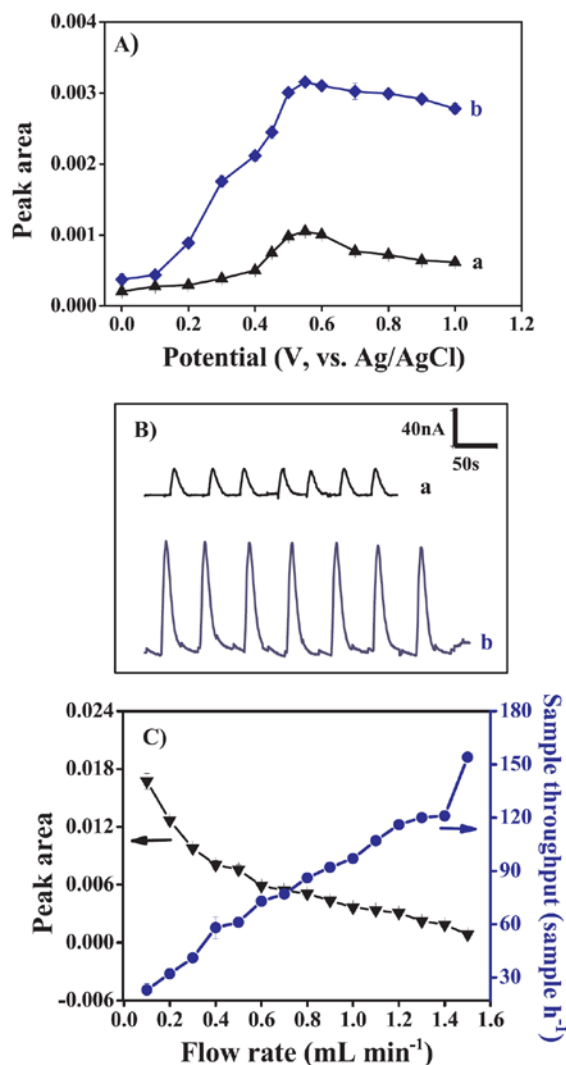 A)
0.004
0.003
0.002
0.001
0.000
Peak area
b
a
0.0 0.2 0.4 0.6 0.8 1.0 1.2
Potential (V, vs. Ag/AgCl)
B)
40nA
50s
a
b
C)
0.024
0.018
0.012
0.006
0.000
-0.006
Peak area
180
150
120
90
60
30
Sample throughput (sample h⁻¹)
0.0 0.2 0.4 0.6 0.8 1.0 1.2 1.4 1.6
Flow rate (mL min⁻¹)